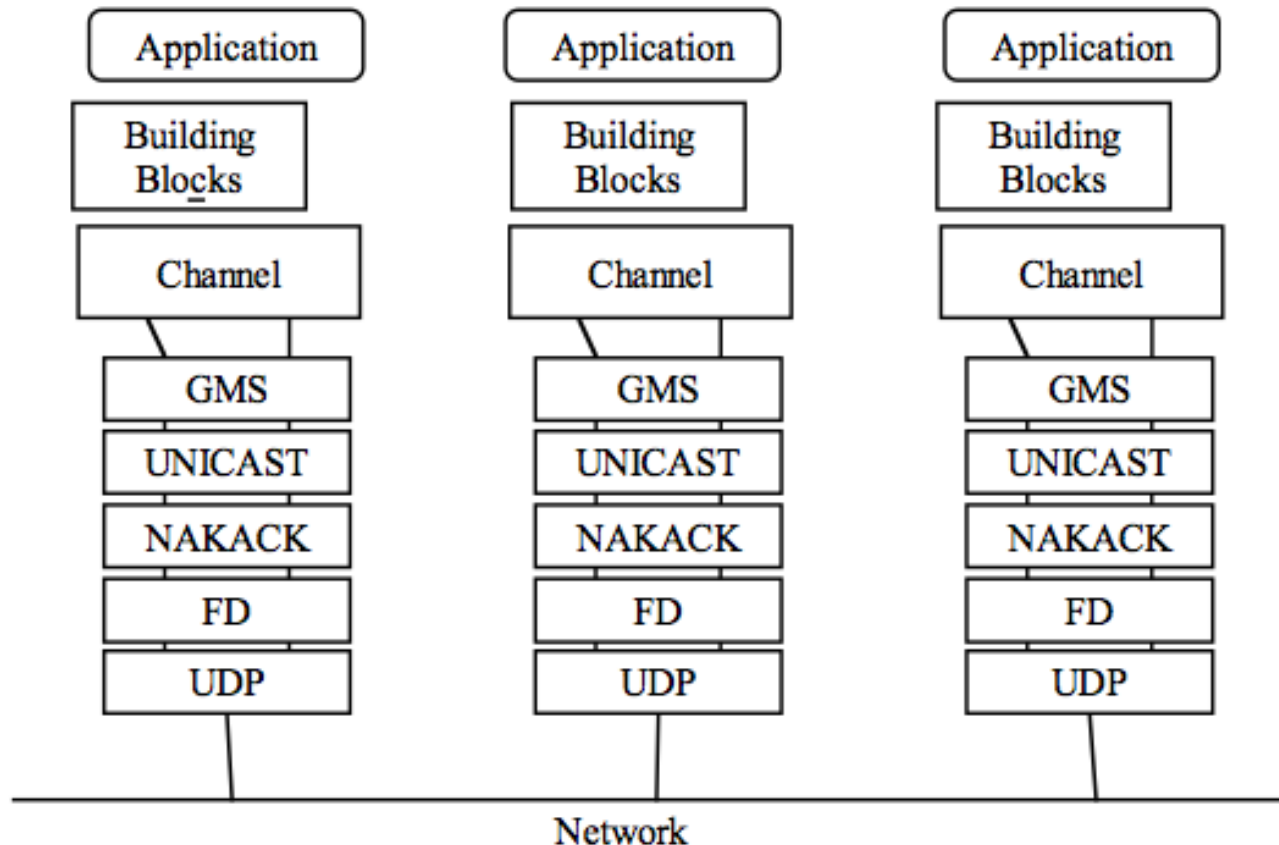 Application
Building
Blocks
Channel
GMS
UNICAST
NAKACK
FD
UDP
Application
Building
Blocks
Channel
GMS
UNICAST
NAKACK
FD
UDP
Application
Building
Blocks
Channel
GMS
UNICAST
NAKACK
FD
UDP
Network